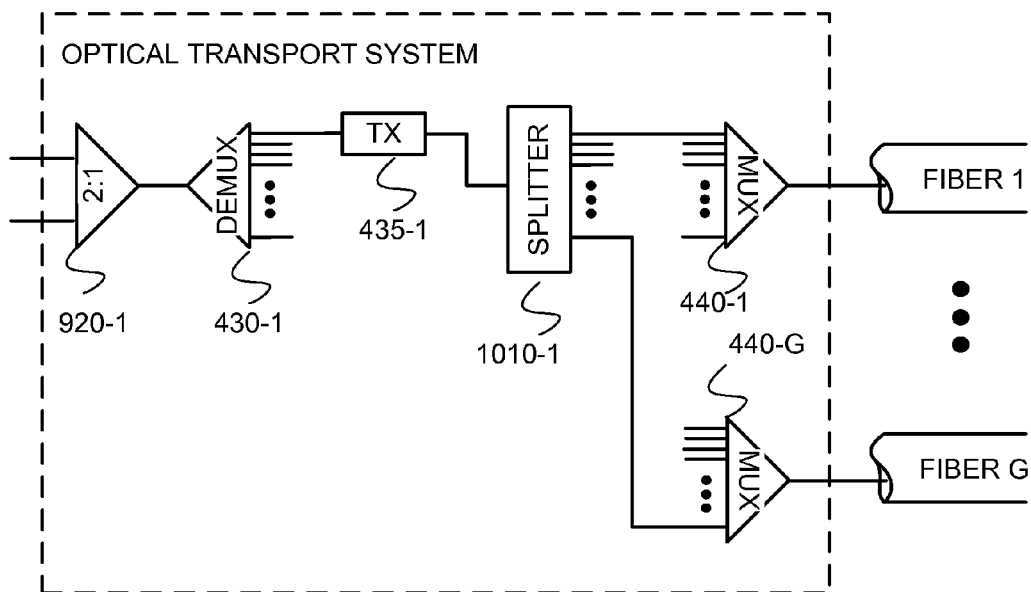 OPTICAL TRANSPORT SYSTEM
2:1
DEMUX
TX
SPLITTER
MUX
FIBER 1
435-1
920-1
430-1
1010-1
440-1
440-G
MUX
FIBER G